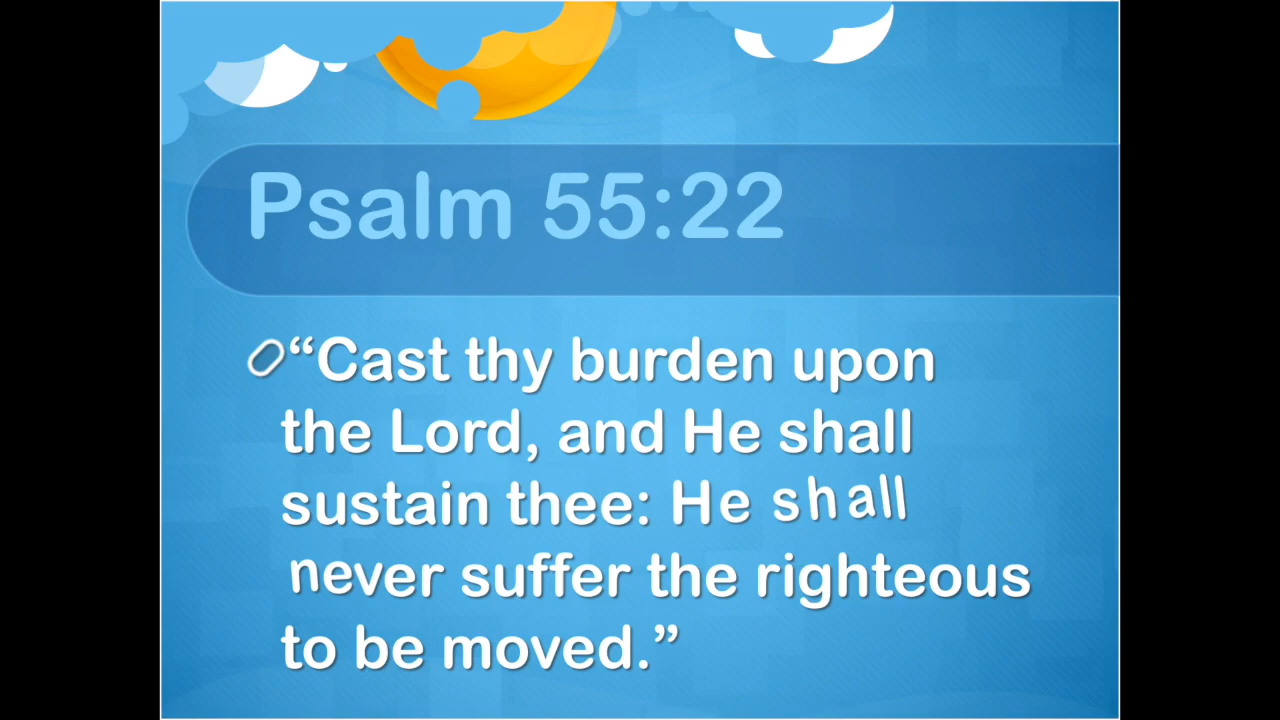 Psalm 55:22
“Cast thy burden upon
the Lord, and He shall
sustain thee: He shall
never suffer the righteous
to be moved.”